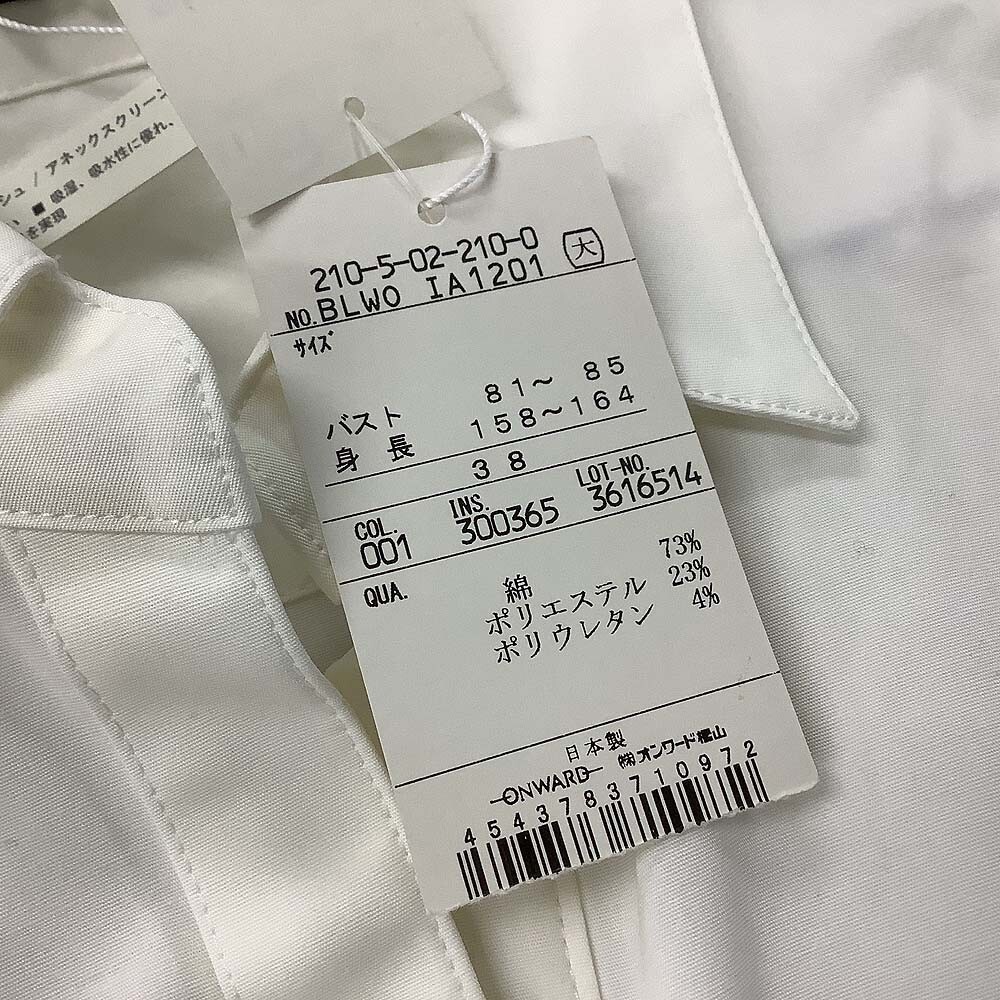 シュ / アネックスクリーン
い、 ■ 吸湿、吸水性に優れ、
を実現
210-5-02-210-0
NO.BLWO IA1201 大
サイズ
バスト 81～ 85
身長 158～164
38
COL. INS. LOT-NO.
001 300365 3616514
QUA. 綿 73%
ポリエステル 23%
ポリウレタン 4%
日本製
ONWARD ㈱オンワード樫山
4543783710972